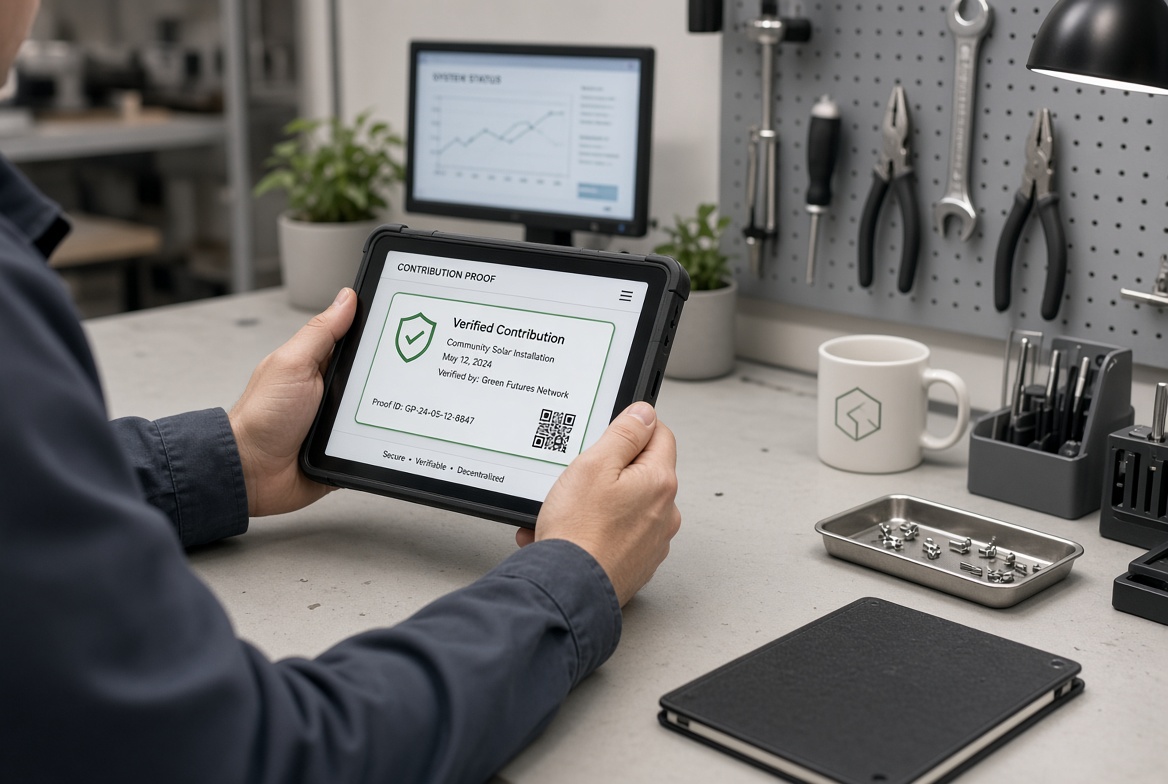 SYSTEM STATUS
CONTRIBUTION PROOF
Verified Contribution
Community Solar Installation
May 12, 2024
Verified by: Green Futures Network
Proof ID: GP-24-05-12-8847
Secure • Verifiable • Decentralized